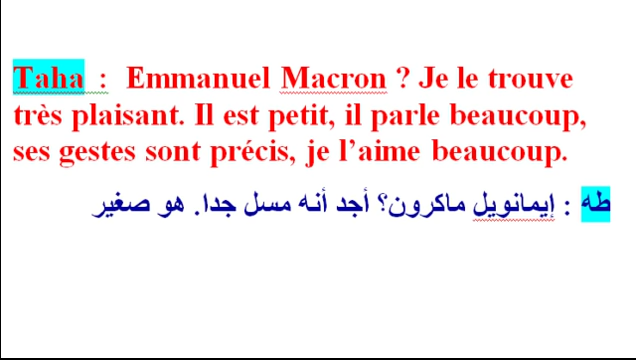 Taha : Emmanuel Macron ? Je le trouve
très plaisant. Il est petit, il parle beaucoup,
ses gestes sont précis, je l’aime beaucoup.
طه : إيمانويل ماكرون؟ أجد أنه مسل جدا. هو صغير